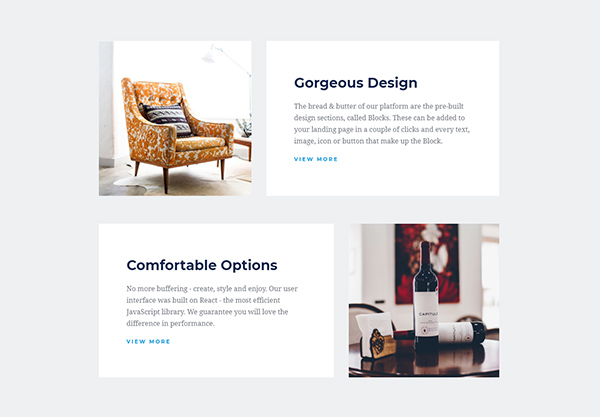 Gorgeous Design
The bread & butter of our platform are the pre-built
design sections, called Blocks. These can be added to
your landing page in a couple of clicks and every text,
image, icon or button that make up the Block.
VIEW MORE
Comfortable Options
No more buffering - create, style and enjoy. Our user
interface was built on React - the most efficient
JavaScript library. We guarantee you will love the
difference in performance.
VIEW MORE